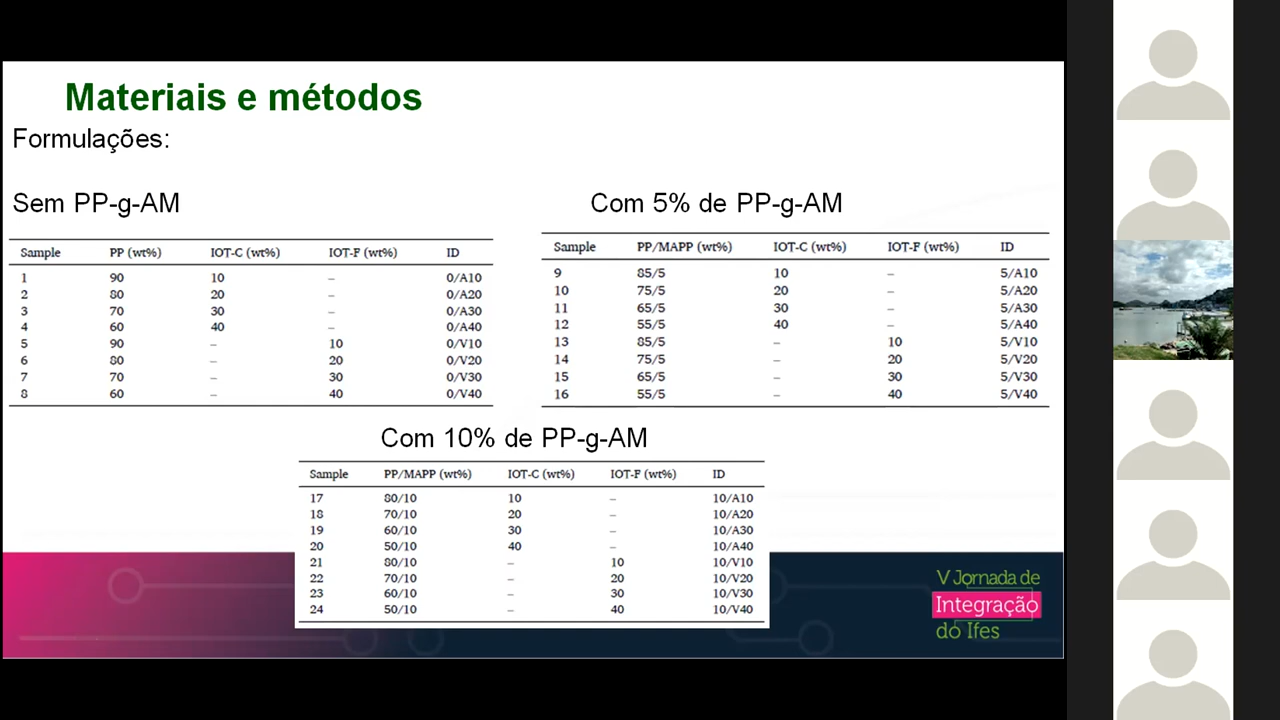 Materiais e métodos
Formulações:
Sem PP-g-AM
Sample PP (wt%) IOT-C (wt%) IOT-F (wt%) ID
1 90 10 – 0/A10
2 80 20 – 0/A20
3 70 30 – 0/A30
4 60 40 – 0/A40
5 90 – 10 0/V10
6 80 – 20 0/V20
7 70 – 30 0/V30
8 60 – 40 0/V40
Com 5% de PP-g-AM
Sample PP/MAPP (wt%) IOT-C (wt%) IOT-F (wt%) ID
9 85/5 10 – 5/A10
10 75/5 20 – 5/A20
11 65/5 30 – 5/A30
12 55/5 40 – 5/A40
13 85/5 – 10 5/V10
14 75/5 – 20 5/V20
15 65/5 – 30 5/V30
16 55/5 – 40 5/V40
Com 10% de PP-g-AM
Sample PP/MAPP (wt%) IOT-C (wt%) IOT-F (wt%) ID
17 80/10 10 – 10/A10
18 70/10 20 – 10/A20
19 60/10 30 – 10/A30
20 50/10 40 – 10/A40
21 80/10 – 10 10/V10
22 70/10 – 20 10/V20
23 60/10 – 30 10/V30
24 50/10 – 40 10/V40
V Jornada de
Integração
do Ifes